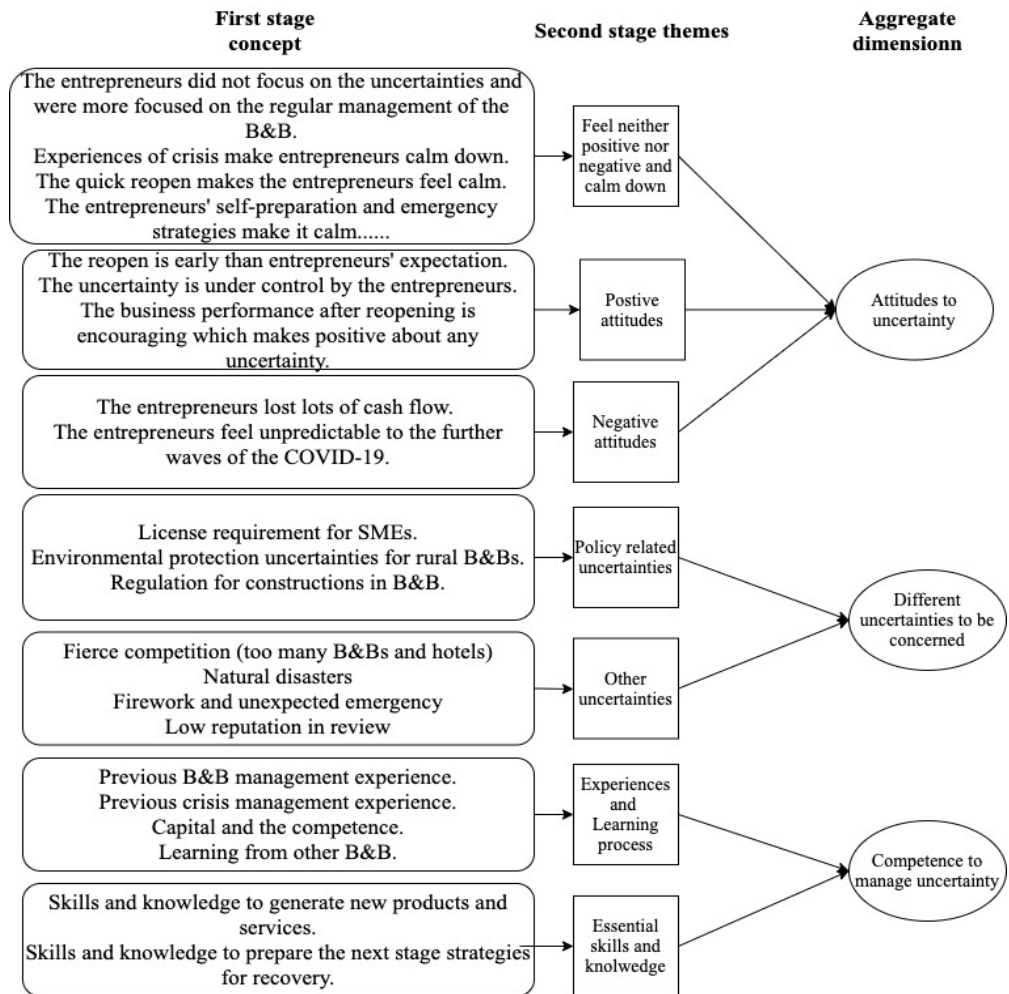 First stage
concept
Second stage themes
Aggregate
dimensionn
The entrepreneurs did not focus on the uncertainties and
were more focused on the regular management of the
B&B.
Experiences of crisis make entrepreneurs calm down.
The quick reopen makes the entrepreneurs feel calm.
The entrepreneurs' self-preparation and emergency
strategies make it calm......
Feel neither
positive nor
negative and
calm down
The reopen is early than entrepreneurs' expectation.
The uncertainty is under control by the entrepreneurs.
The business performance after reopening is
encouraging which makes positive about any
uncertainty.
Postive
attitudes
Attitudes to
uncertainty
The entrepreneurs lost lots of cash flow.
The entrepreneurs feel unpredictable to the further
waves of the COVID-19.
Negative
attitudes
License requirement for SMEs.
Environmental protection uncertainties for rural B&Bs.
Regulation for constructions in B&B.
Policy related
uncertainties
Different
uncertainties to be
concerned
Fierce competition (too many B&Bs and hotels)
Natural disasters
Firework and unexpected emergency
Low reputation in review
Other
uncertainties
Previous B&B management experience.
Previous crisis management experience.
Capital and the competence.
Learning from other B&B.
Experiences
and
Learning
process
Competence to
manage uncertainty
Skills and knowledge to generate new products and
services.
Skills and knowledge to prepare the next stage strategies
for recovery.
Essential
skills and
knolwedge